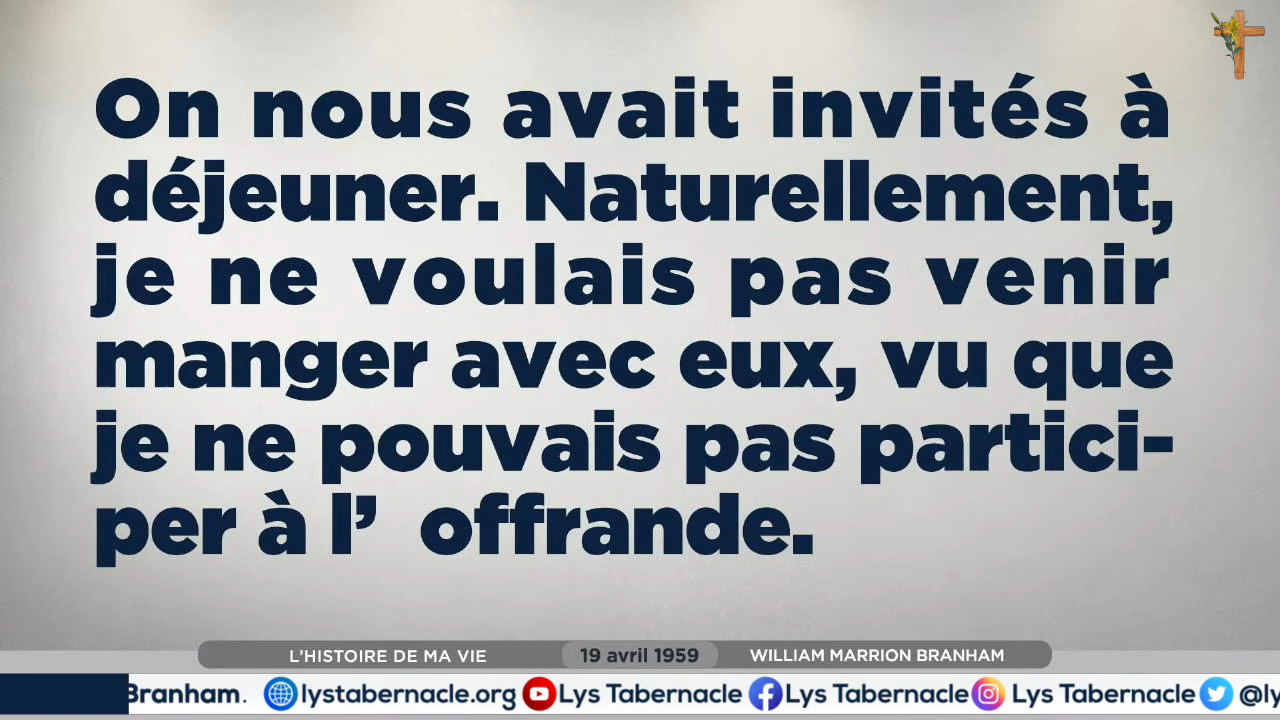 On nous avait invités à
déjeuner. Naturellement,
je ne voulais pas venir
manger avec eux, vu que
je ne pouvais pas partici-
per à l’ offrande.
L’HISTOIRE DE MA VIE 19 avril 1959 WILLIAM MARRION BRANHAM
Branham. lystabernacle.org Lys Tabernacle Lys Tabernacle Lys Tabernacle @ly